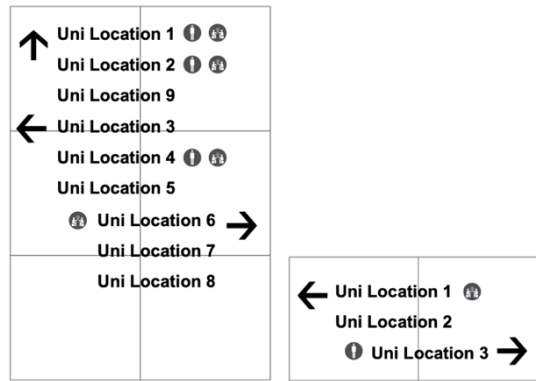 Uni Location 1
Uni Location 2
Uni Location 9
Uni Location 3
Uni Location 4
Uni Location 5
Uni Location 6
Uni Location 7
Uni Location 8
Uni Location 1
Uni Location 2
Uni Location 3